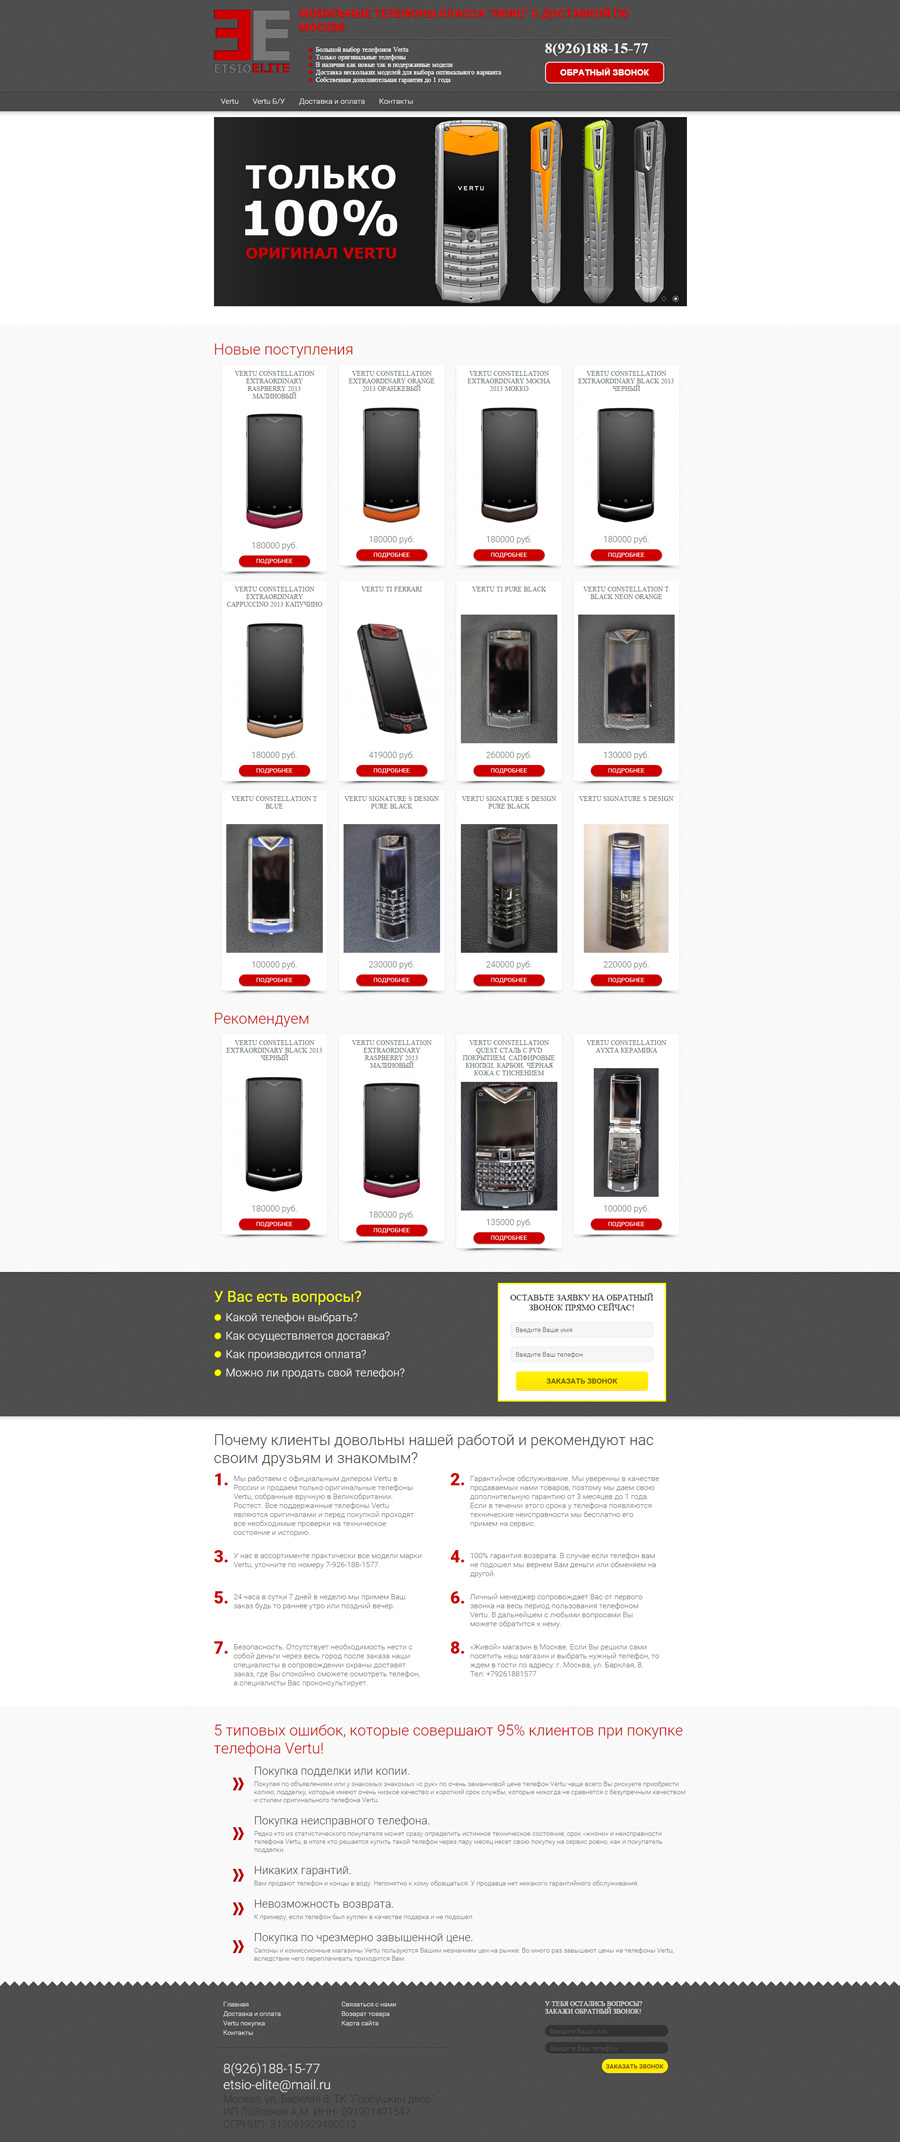 МОБИЛЬНЫЕ ТЕЛЕФОНЫ КЛАССА "ЛЮКС" С ДОСТАВКОЙ ПО
МОСКВЕ
ETSIOELITE
Большой выбор телефонов Vertu
Только оригинальные телефоны
В наличии как новые так и подержанные модели
Доставка нескольких моделей для выбора оптимального варианта
Собственная дополнительная гарантия до 1 года
8(926)188-15-77
ОБРАТНЫЙ ЗВОНОК
Vertu Vertu Б/У Доставка и оплата Контакты
ТОЛЬКО
100%
ОРИГИНАЛ VERTU
VERTU
Новые поступления
VERTU CONSTELLATION
EXTRAORDINARY
RASPBERRY 2013
МАЛИНОВЫЙ
180000 руб.
ПОДРОБНЕЕ
VERTU CONSTELLATION
EXTRAORDINARY ORANGE
2013 ОРАНЖЕВЫЙ
180000 руб.
ПОДРОБНЕЕ
VERTU CONSTELLATION
EXTRAORDINARY MOCHA
2013 МОККО
180000 руб.
ПОДРОБНЕЕ
VERTU CONSTELLATION
EXTRAORDINARY BLACK 2013
ЧЕРНЫЙ
180000 руб.
ПОДРОБНЕЕ
VERTU CONSTELLATION
EXTRAORDINARY
CAPPUCCINO 2013 КАПУЧИНО
180000 руб.
ПОДРОБНЕЕ
VERTU TI FERRARI
419000 руб.
ПОДРОБНЕЕ
VERTU TI PURE BLACK
260000 руб.
ПОДРОБНЕЕ
VERTU CONSTELLATION T
BLACK NEON ORANGE
130000 руб.
ПОДРОБНЕЕ
VERTU CONSTELLATION T
BLUE
100000 руб.
ПОДРОБНЕЕ
VERTU SIGNATURE S DESIGN
PURE BLACK
230000 руб.
ПОДРОБНЕЕ
VERTU SIGNATURE S DESIGN
PURE BLACK
240000 руб.
ПОДРОБНЕЕ
VERTU SIGNATURE S DESIGN
220000 руб.
ПОДРОБНЕЕ
Рекомендуем
VERTU CONSTELLATION
EXTRAORDINARY BLACK 2013
ЧЕРНЫЙ
180000 руб.
ПОДРОБНЕЕ
VERTU CONSTELLATION
EXTRAORDINARY
RASPBERRY 2013
МАЛИНОВЫЙ
180000 руб.
ПОДРОБНЕЕ
VERTU CONSTELLATION
QUEST СТАЛЬ С PVD
ПОКРЫТИЕМ, САПФИРОВЫЕ
КНОПКИ, КАРБОН, ЧЁРНАЯ
КОЖА С ТИСНЕНИЕМ
135000 руб.
ПОДРОБНЕЕ
VERTU CONSTELLATION
AYXTA КЕРАМИКА
100000 руб.
ПОДРОБНЕЕ
У Вас есть вопросы?
Какой телефон выбрать?
Как осуществляется доставка?
Как производится оплата?
Можно ли продать свой телефон?
ОСТАВЬТЕ ЗАЯВКУ НА ОБРАТНЫЙ
ЗВОНОК ПРЯМО СЕЙЧАС!
Введите Ваше имя
Введите Ваш телефон
ЗАКАЗАТЬ ЗВОНОК
Почему клиенты довольны нашей работой и рекомендуют нас
своим друзьям и знакомым?
1. Мы работаем с официальным дилером Vertu в
России и продаем только оригинальные телефоны
Vertu, собранные вручную в Великобритании.
Ростест. Все поддержанные телефоны Vertu
являются оригиналами и перед покупкой проходят
все необходимые проверки на техническое
состояние и историю.
2. Гарантийное обслуживание. Мы уверенны в качестве
продаваемых нами товаров, поэтому мы даем свою
дополнительную гарантию от 3 месяцев до 1 года.
Если в течении этого срока у телефона появляются
технические неисправности мы бесплатно его
примем на сервис.
3. У нас в ассортименте практически все модели марки
Vertu, уточните по номеру 7-926-188-1577.
4. 100% гарантия возврата. В случае если телефон вам
не подошел мы вернем Вам деньги или обменяем на
другой.
5. 24 часа в сутки 7 дней в неделю мы примем Ваш
заказ будь то раннее утро или поздний вечер.
6. Личный менеджер сопровождает Вас от первого
звонка на весь период пользования телефоном
Vertu. В дальнейшем с любыми вопросами Вы
можете обратится к нему.
7. Безопасность. Отсутствует необходимость нести с
собой деньги через весь город после заказа наши
специалисты в сопровождении охраны доставят
заказ, где Вы спокойно сможете осмотреть телефон,
а специалисты Вас проконсультирует.
8. «Живой» магазин в Москве. Если Вы решили сами
посетить наш магазин и выбрать нужный телефон, то
ждем в гости по адресу: г. Москва, ул. Барклая, 8.
Тел: +79261881577
5 типовых ошибок, которые совершают 95% клиентов при покупке
телефона Vertu!
Покупка подделки или копии.
Покупая по объявлениям или у знакомых знакомых «с рук» по очень заманчивой цене телефон Vertu чаще всего Вы рискуете приобрести
копию, подделку, которые имеют очень низкое качество и короткий срок службы, которые никогда не сравнятся с безупречным качеством
и стилем оригинального телефона Vertu.
Покупка неисправного телефона.
Редко кто из статистического покупателя может сразу определить истинное техническое состояние, срок «жизни» и неисправности
телефона Vertu, в итоге кто решается купить такой телефон через пару месяц несет свою покупку на сервис ровно, как и покупатель
подделки.
Никаких гарантий.
Вам продают телефон и концы в воду. Непонятно к кому обращаться. У продавца нет никакого гарантийного обслуживания.
Невозможность возврата.
К примеру, если телефон был куплен в качестве подарка и не подошел.
Покупка по чрезмерно завышенной цене.
Салоны и комиссионные магазины Vertu пользуются Вашим незнанием цен на рынке. Во много раз завышают цены на телефоны Vertu,
вследствие чего переплачивать приходится Вам.
Главная
Доставка и оплата
Vertu покупка
Контакты
Связаться с нами
Возврат товара
Карта сайта
У ТЕБЯ ОСТАЛИСЬ ВОПРОСЫ?
ЗАКАЖИ ОБРАТНЫЙ ЗВОНОК!
Введите Ваше имя
Введите Ваш телефон
ЗАКАЗАТЬ ЗВОНОК
8(926)188-15-77
etsio-elite@mail.ru
Москва, ул. Барклая 8, ТК "Горбушкин двор"
ИП Лайпанов А.М. ИНН- 091901491547
ОГРНИП- 313091929400012